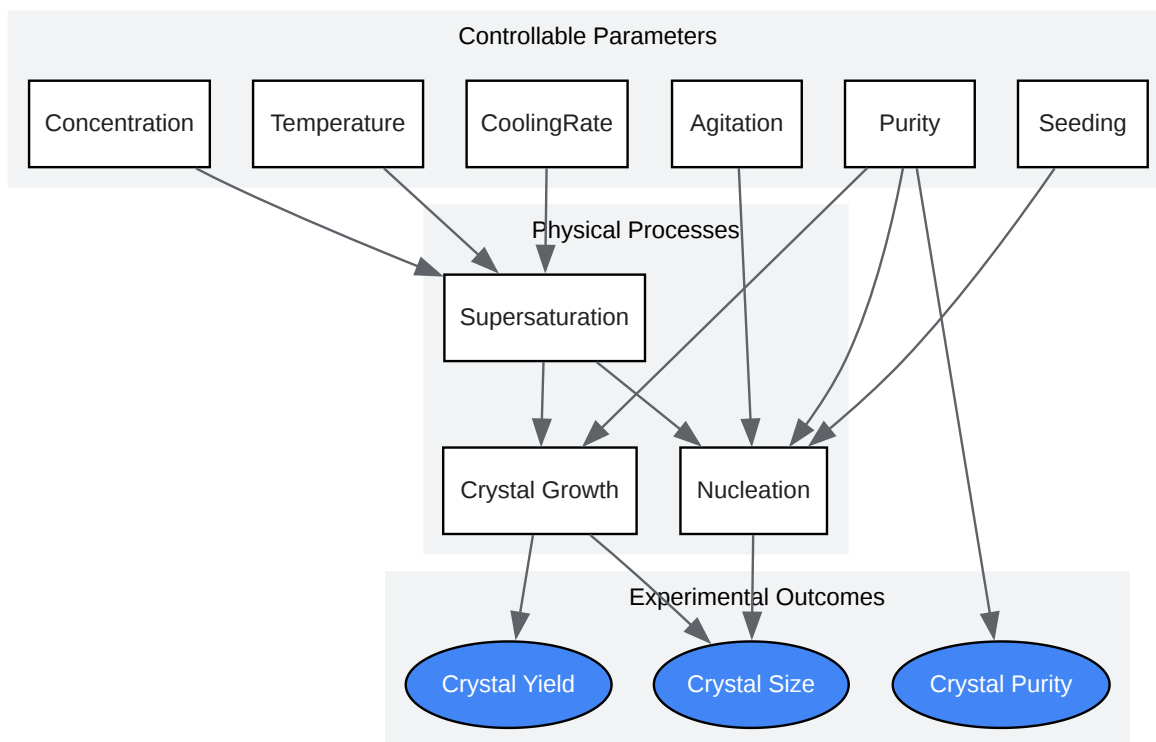 Controllable Parameters
Concentration
Temperature
CoolingRate
Agitation
Purity
Seeding
Physical Processes
Supersaturation
Crystal Growth
Nucleation
Experimental Outcomes
Crystal Yield
Crystal Size
Crystal Purity